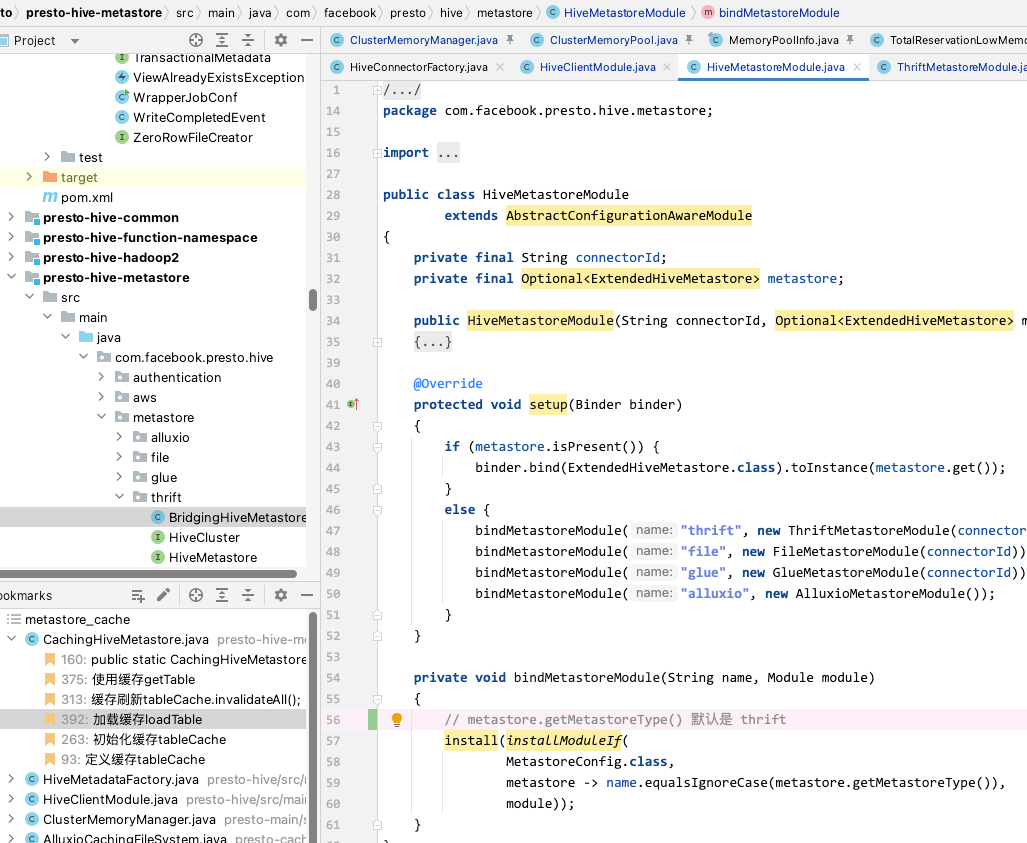 to presto-hive-metastore src main java com facebook presto hive metastore HiveMetastoreModule bindMetastoreModule
Project
ClusterMemoryManager.java ClusterMemoryPool.java MemoryPoolInfo.java TotalReservationLowMemo
HiveConnectorFactory.java HiveClientModule.java HiveMetastoreModule.java ThriftMetastoreModule.ja
TransactionalMetadata
ViewAlreadyExistsException
WrapperJobConf
WriteCompletedEvent
ZeroRowFileCreator
test
target
pom.xml
presto-hive-common
presto-hive-function-namespace
presto-hive-hadoop2
presto-hive-metastore
src
main
java
com.facebook.presto.hive
authentication
aws
metastore
alluxio
file
glue
thrift
BridgingHiveMetastore
HiveCluster
HiveMetastore
ookmarks
metastore_cache
CachingHiveMetastore.java presto-hive-m
160: public static CachingHiveMetastore
375: 使用缓存getTable
313: 缓存刷新tableCache.invalidateAll();
392: 加载缓存loadTable
263: 初始化缓存tableCache
93: 定义缓存tableCache
HiveMetadataFactory.java presto-hive/src/
HiveClientModule.java presto-hive/src/mai
ClusterMemoryManager.java presto-main/s
AlluxioCachingFileSystem.java presto-cach
1 /.../
14 package com.facebook.presto.hive.metastore;
15
16 import ...
27
28 public class HiveMetastoreModule
29 extends AbstractConfigurationAwareModule
30 {
31 private final String connectorId;
32 private final Optional<ExtendedHiveMetastore> metastore;
33
34 public HiveMetastoreModule(String connectorId, Optional<ExtendedHiveMetastore> m
35 {...}
39
40 @Override
41 protected void setup(Binder binder)
42 {
43 if (metastore.isPresent()) {
44 binder.bind(ExtendedHiveMetastore.class).toInstance(metastore.get());
45 }
46 else {
47 bindMetastoreModule( name: "thrift", new ThriftMetastoreModule(connector
48 bindMetastoreModule( name: "file", new FileMetastoreModule(connectorId))
49 bindMetastoreModule( name: "glue", new GlueMetastoreModule(connectorId))
50 bindMetastoreModule( name: "alluxio", new AlluxioMetastoreModule());
51 }
52 }
53
54 private void bindMetastoreModule(String name, Module module)
55 {
56 // metastore.getMetastoreType() 默认是 thrift
57 install(installModuleIf(
58 MetastoreConfig.class,
59 metastore -> name.equalsIgnoreCase(metastore.getMetastoreType()),
60 module));
61 }